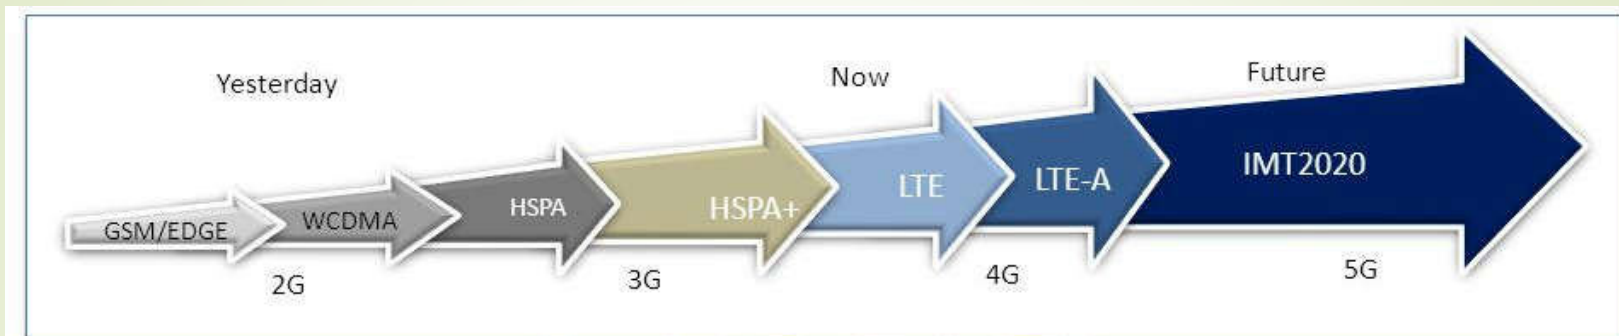 Yesterday
Now
Future
GSM/EDGE
WCDMA
HSPA
HSPA+
LTE
LTE-A
IMT2020
2G
3G
4G
5G